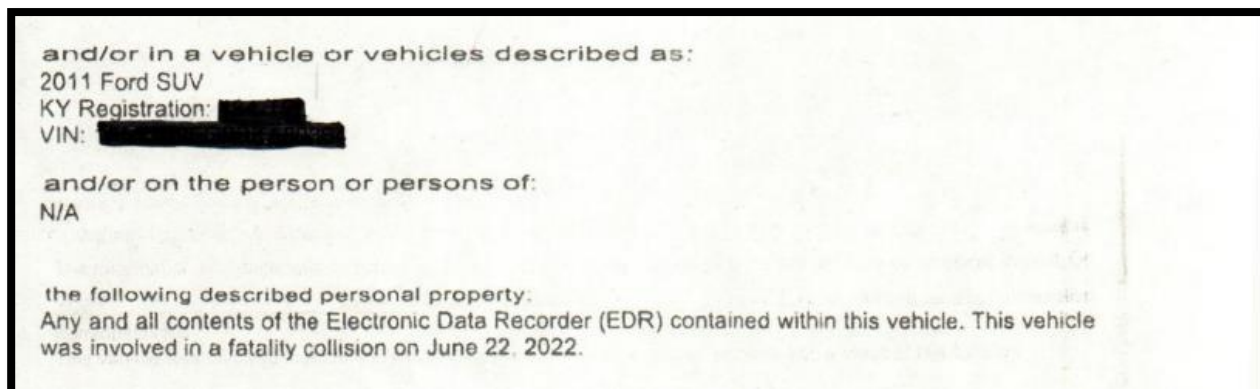 and/or in a vehicle or vehicles described as:
2011 Ford SUV
KY Registration:
VIN:
and/or on the person or persons of:
N/A
the following described personal property:
Any and all contents of the Electronic Data Recorder (EDR) contained within this vehicle. This vehicle
was involved in a fatality collision on June 22, 2022.